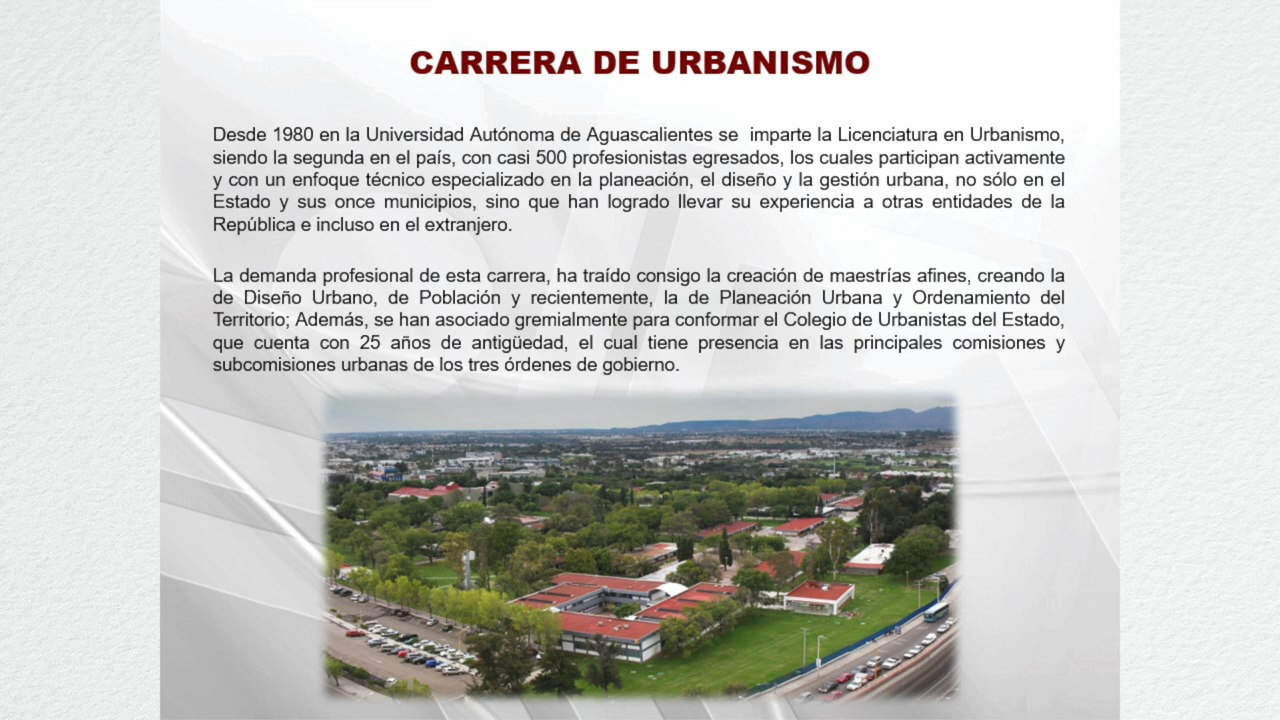 CARRERA DE URBANISMO
Desde 1980 en la Universidad Autónoma de Aguascalientes se  imparte la Licenciatura en Urbanismo,
siendo la segunda en el país, con casi 500 profesionistas egresados, los cuales participan activamente
y con un enfoque técnico especializado en la planeación, el diseño y la gestión urbana, no sólo en el
Estado y sus once municipios, sino que han logrado llevar su experiencia a otras entidades de la
República e incluso en el extranjero.
La demanda profesional de esta carrera, ha traído consigo la creación de maestrías afines, creando la
de Diseño Urbano, de Población y recientemente, la de Planeación Urbana y Ordenamiento del
Territorio; Además, se han asociado gremialmente para conformar el Colegio de Urbanistas del Estado,
que cuenta con 25 años de antigüedad, el cual tiene presencia en las principales comisiones y
subcomisiones urbanas de los tres órdenes de gobierno.